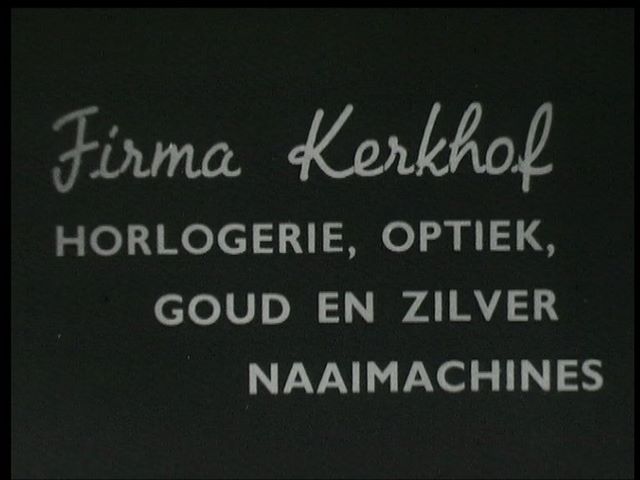 Firma Kerkhof
HORLOGERIE, OPTIEK,
GOUD EN ZILVER
NAAIMACHINES